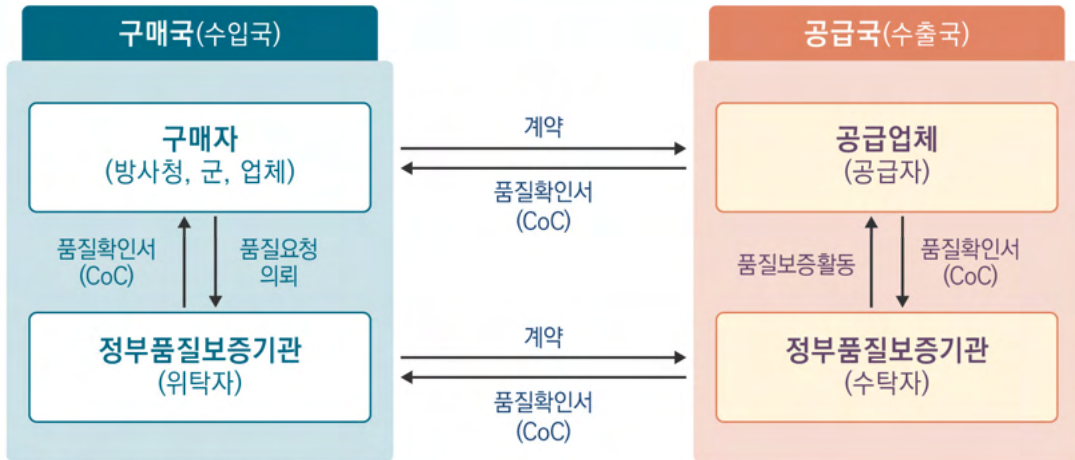 구매국(수입국)
공급국(수출국)
구매자
(방사청, 군, 업체)
계약
품질확인서
(CoC)
공급업체
(공급자)
품질확인서
(CoC)
품질요청
의뢰
품질보증활동
품질확인서
(CoC)
정부품질보증기관
(위탁자)
계약
품질확인서
(CoC)
정부품질보증기관
(수탁자)